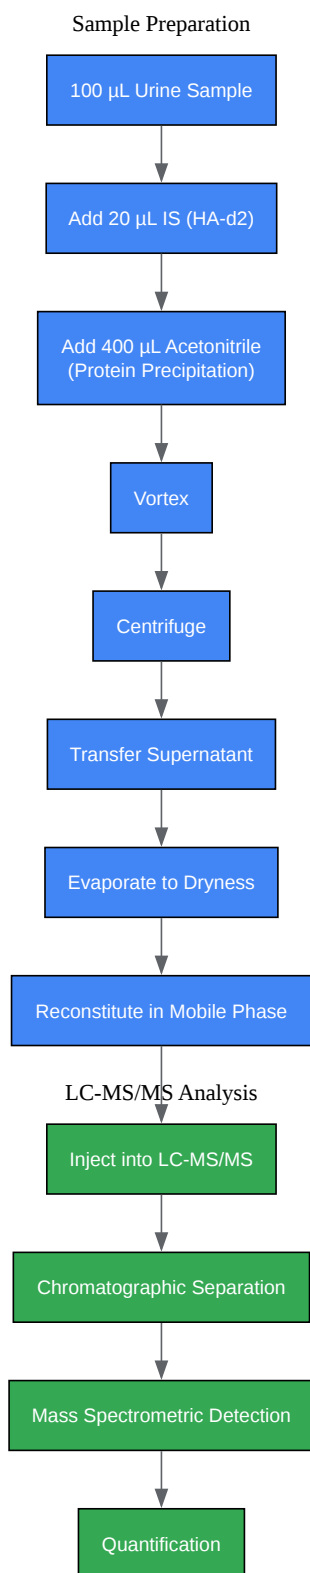 Sample Preparation
100 µL Urine Sample
Add 20 µL IS (HA-d2)
Add 400 µL Acetonitrile
(Protein Precipitation)
Vortex
Centrifuge
Transfer Supernatant
Evaporate to Dryness
Reconstitute in Mobile Phase
LC-MS/MS Analysis
Inject into LC-MS/MS
Chromatographic Separation
Mass Spectrometric Detection
Quantification